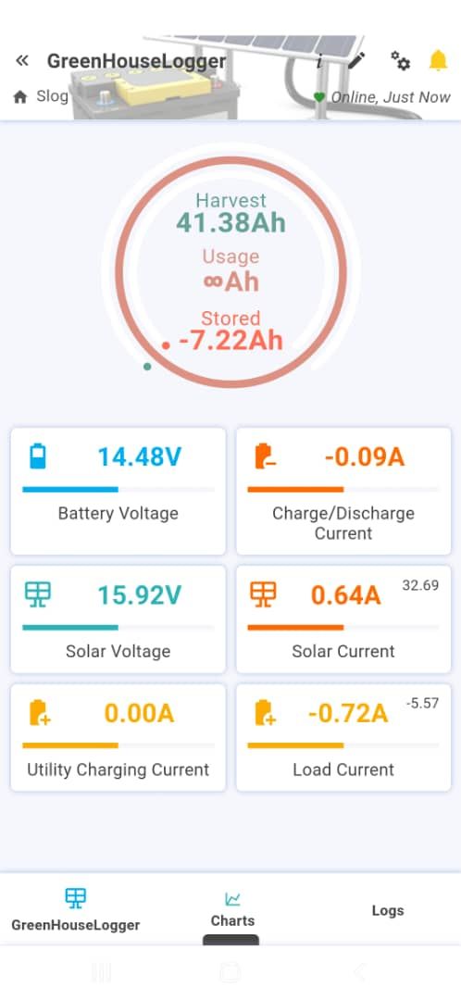 GreenHouseLogger
Slog
Online, Just Now
Harvest
41.38Ah
Usage
∞Ah
Stored
-7.22Ah
14.48V
Battery Voltage
-0.09A
Charge/Discharge
Current
15.92V
Solar Voltage
0.64A
32.69
Solar Current
0.00A
Utility Charging Current
-0.72A
-5.57
Load Current
GreenHouseLogger
Charts
Logs